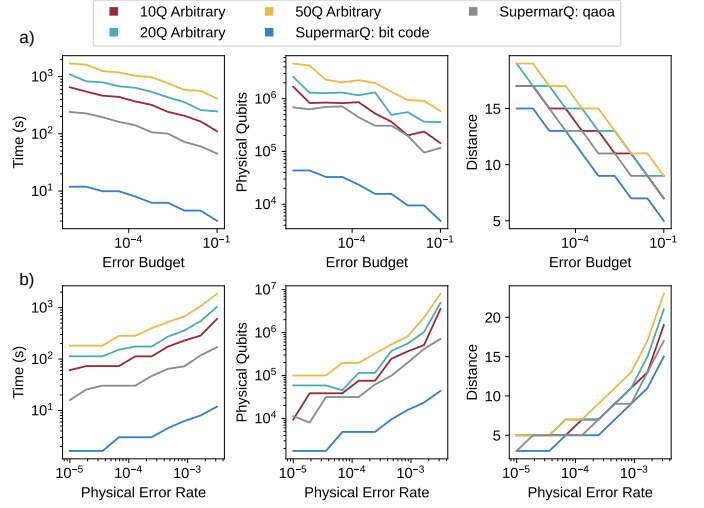 10Q Arbitrary
20Q Arbitrary
50Q Arbitrary
SupermarQ: bit code
SupermarQ: qaoa
a)
Time (s)
10³
10²
10¹
10⁻⁴
10⁻¹
Error Budget
Physical Qubits
10⁶
10⁵
10⁴
10⁻⁴
10⁻¹
Error Budget
Distance
15
10
5
10⁻⁴
10⁻¹
Error Budget
b)
Time (s)
10³
10²
10¹
10⁻⁵
10⁻⁴
10⁻³
Physical Error Rate
Physical Qubits
10⁷
10⁶
10⁵
10⁴
10⁻⁵
10⁻⁴
10⁻³
Physical Error Rate
Distance
20
15
10
5
10⁻⁵
10⁻⁴
10⁻³
Physical Error Rate